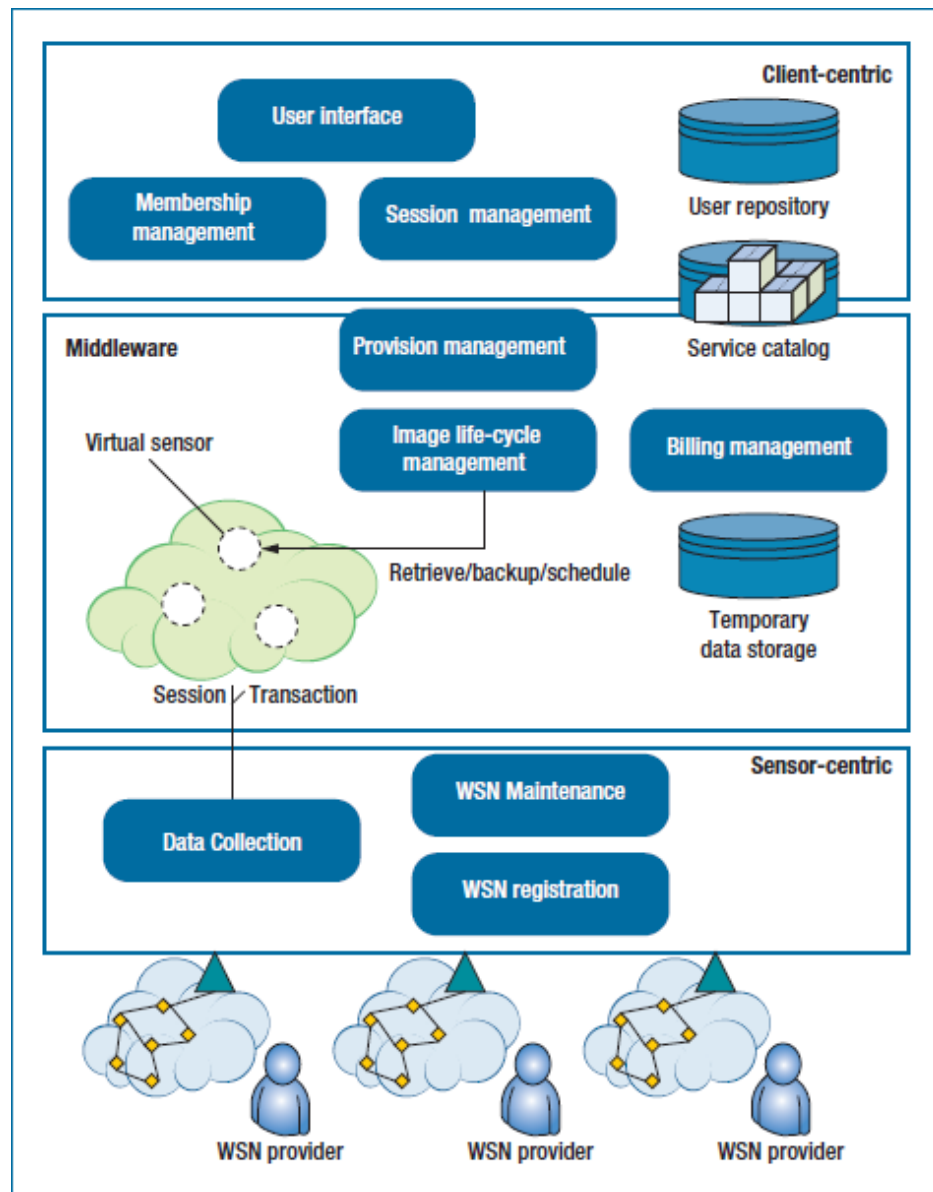 Client-centric
User interface
Membership
management
Session management
User repository
Middleware
Provision management
Service catalog
Virtual sensor
Image life-cycle
management
Billing management
Retrieve/backup/schedule
Temporary
data storage
Session
Transaction
Sensor-centric
WSN Maintenance
Data Collection
WSN registration
WSN provider
WSN provider
WSN provider